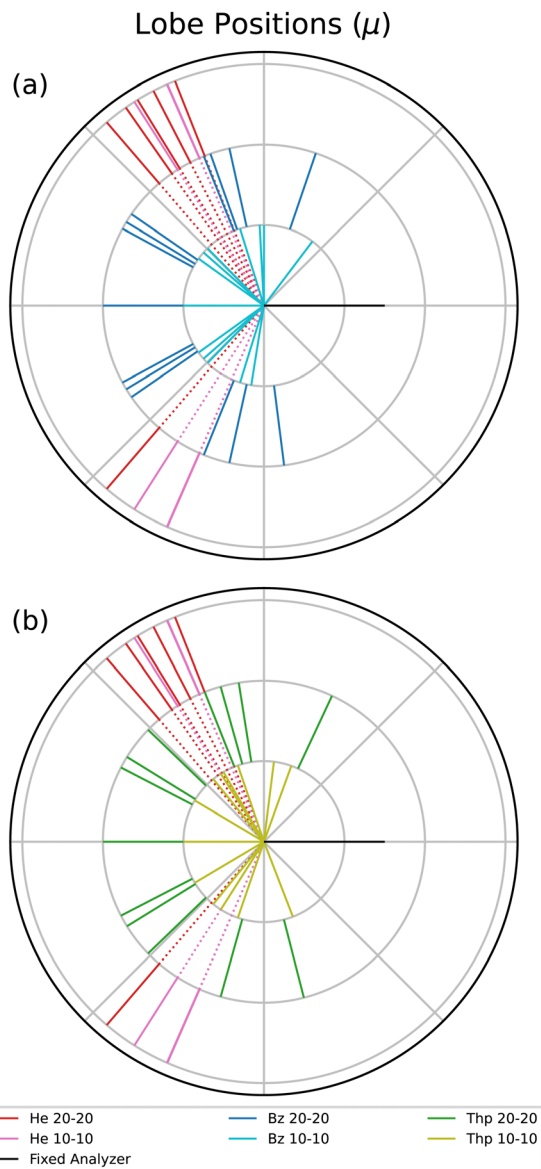 Lobe Positions (μ)
(a)
(b)
He 20-20 Bz 20-20 Thp 20-20
He 10-10 Bz 10-10 Thp 10-10
Fixed Analyzer